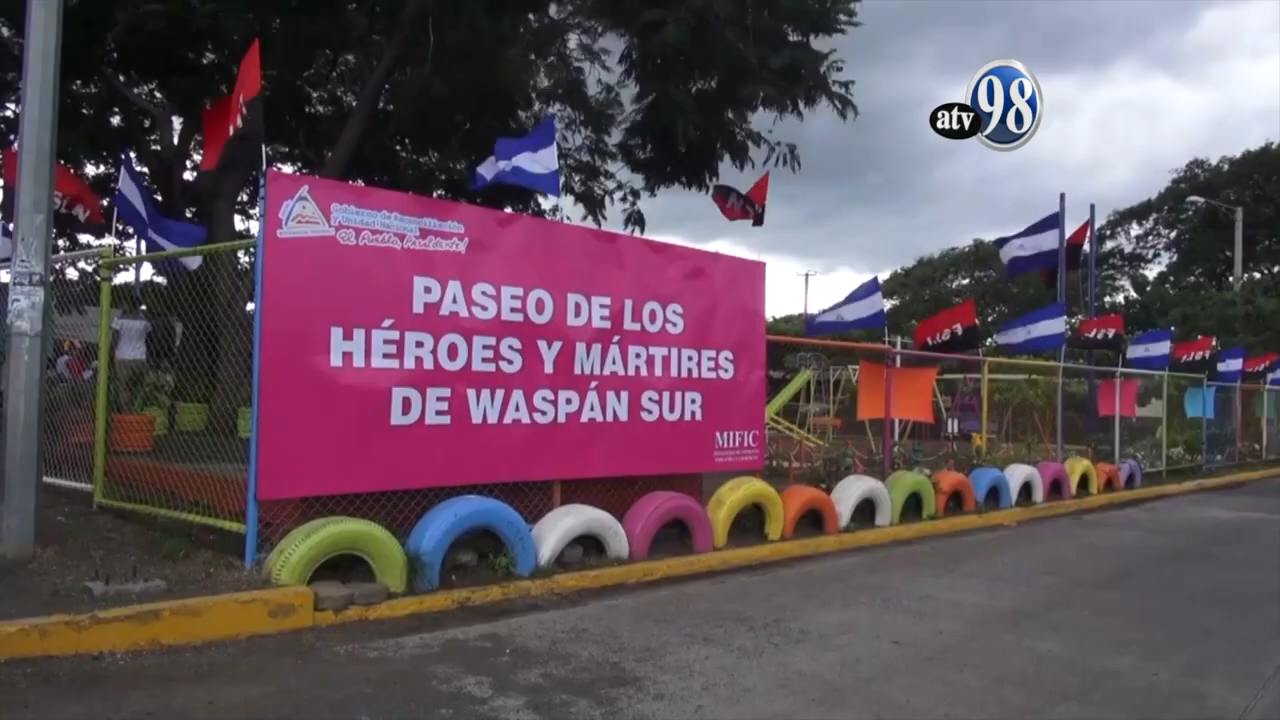 atv 98
Gobierno de Reconciliación
y Unidad Nacional
El Pueblo, Presidente!
PASEO DE LOS
HÉROES Y MÁRTIRES
DE WASPÁN SUR
MIFIC
FSLN